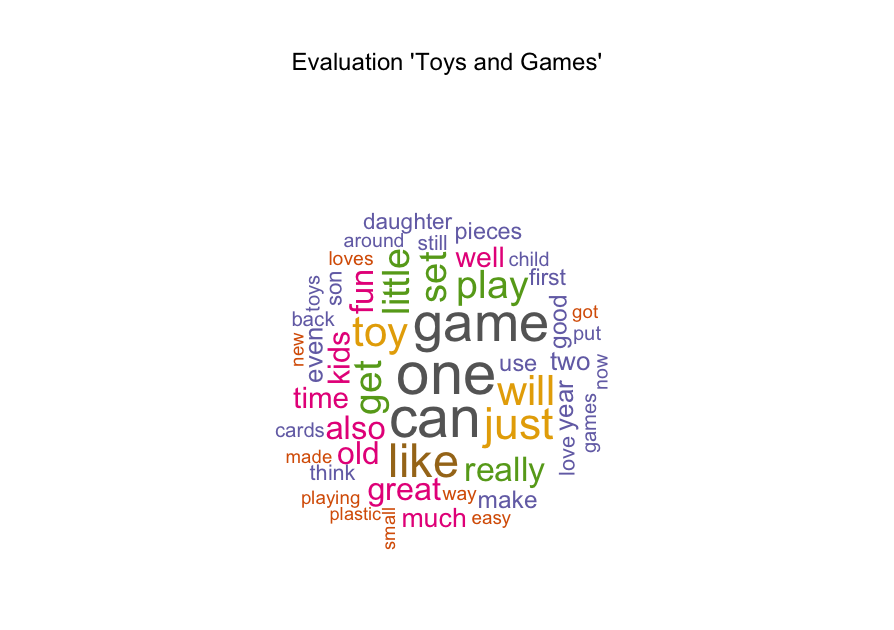 Evaluation 'Toys and Games'
daughter
pieces
around
still
loves
little
set
well
child
toys
son
fun
play
first
back
toy
game
good
got
put
new
even
kids
get
one
use
two
now
time
will
year
games
cards
also
can
just
love
made
old
like
really
think
great
way
make
playing
plastic
small
much
easy